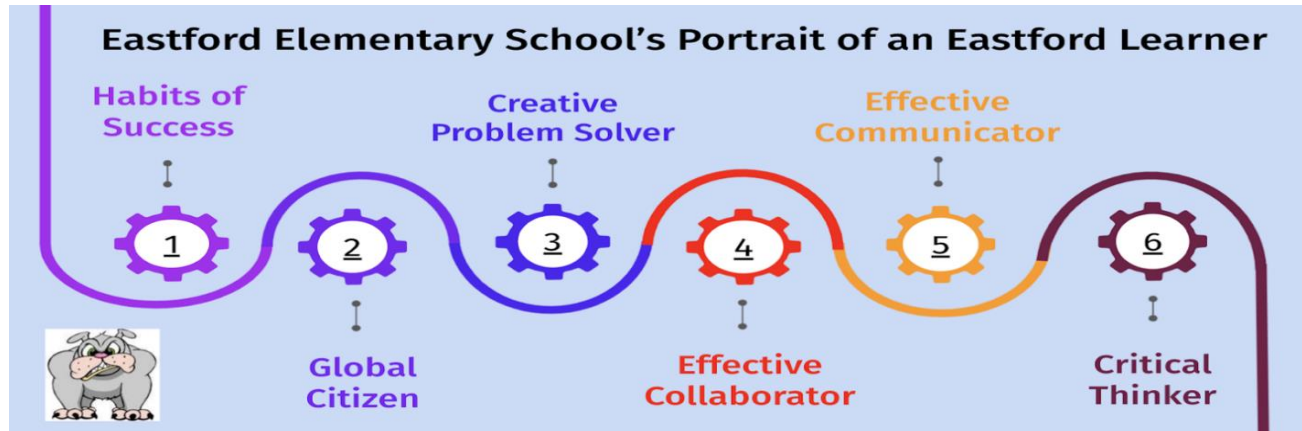 Eastford Elementary School's Portrait of an Eastford Learner
Habits of
Success
1
Global
Citizen
2
Creative
Problem Solver
3
Effective
Collaborator
4
Effective
Communicator
5
Critical
Thinker
6